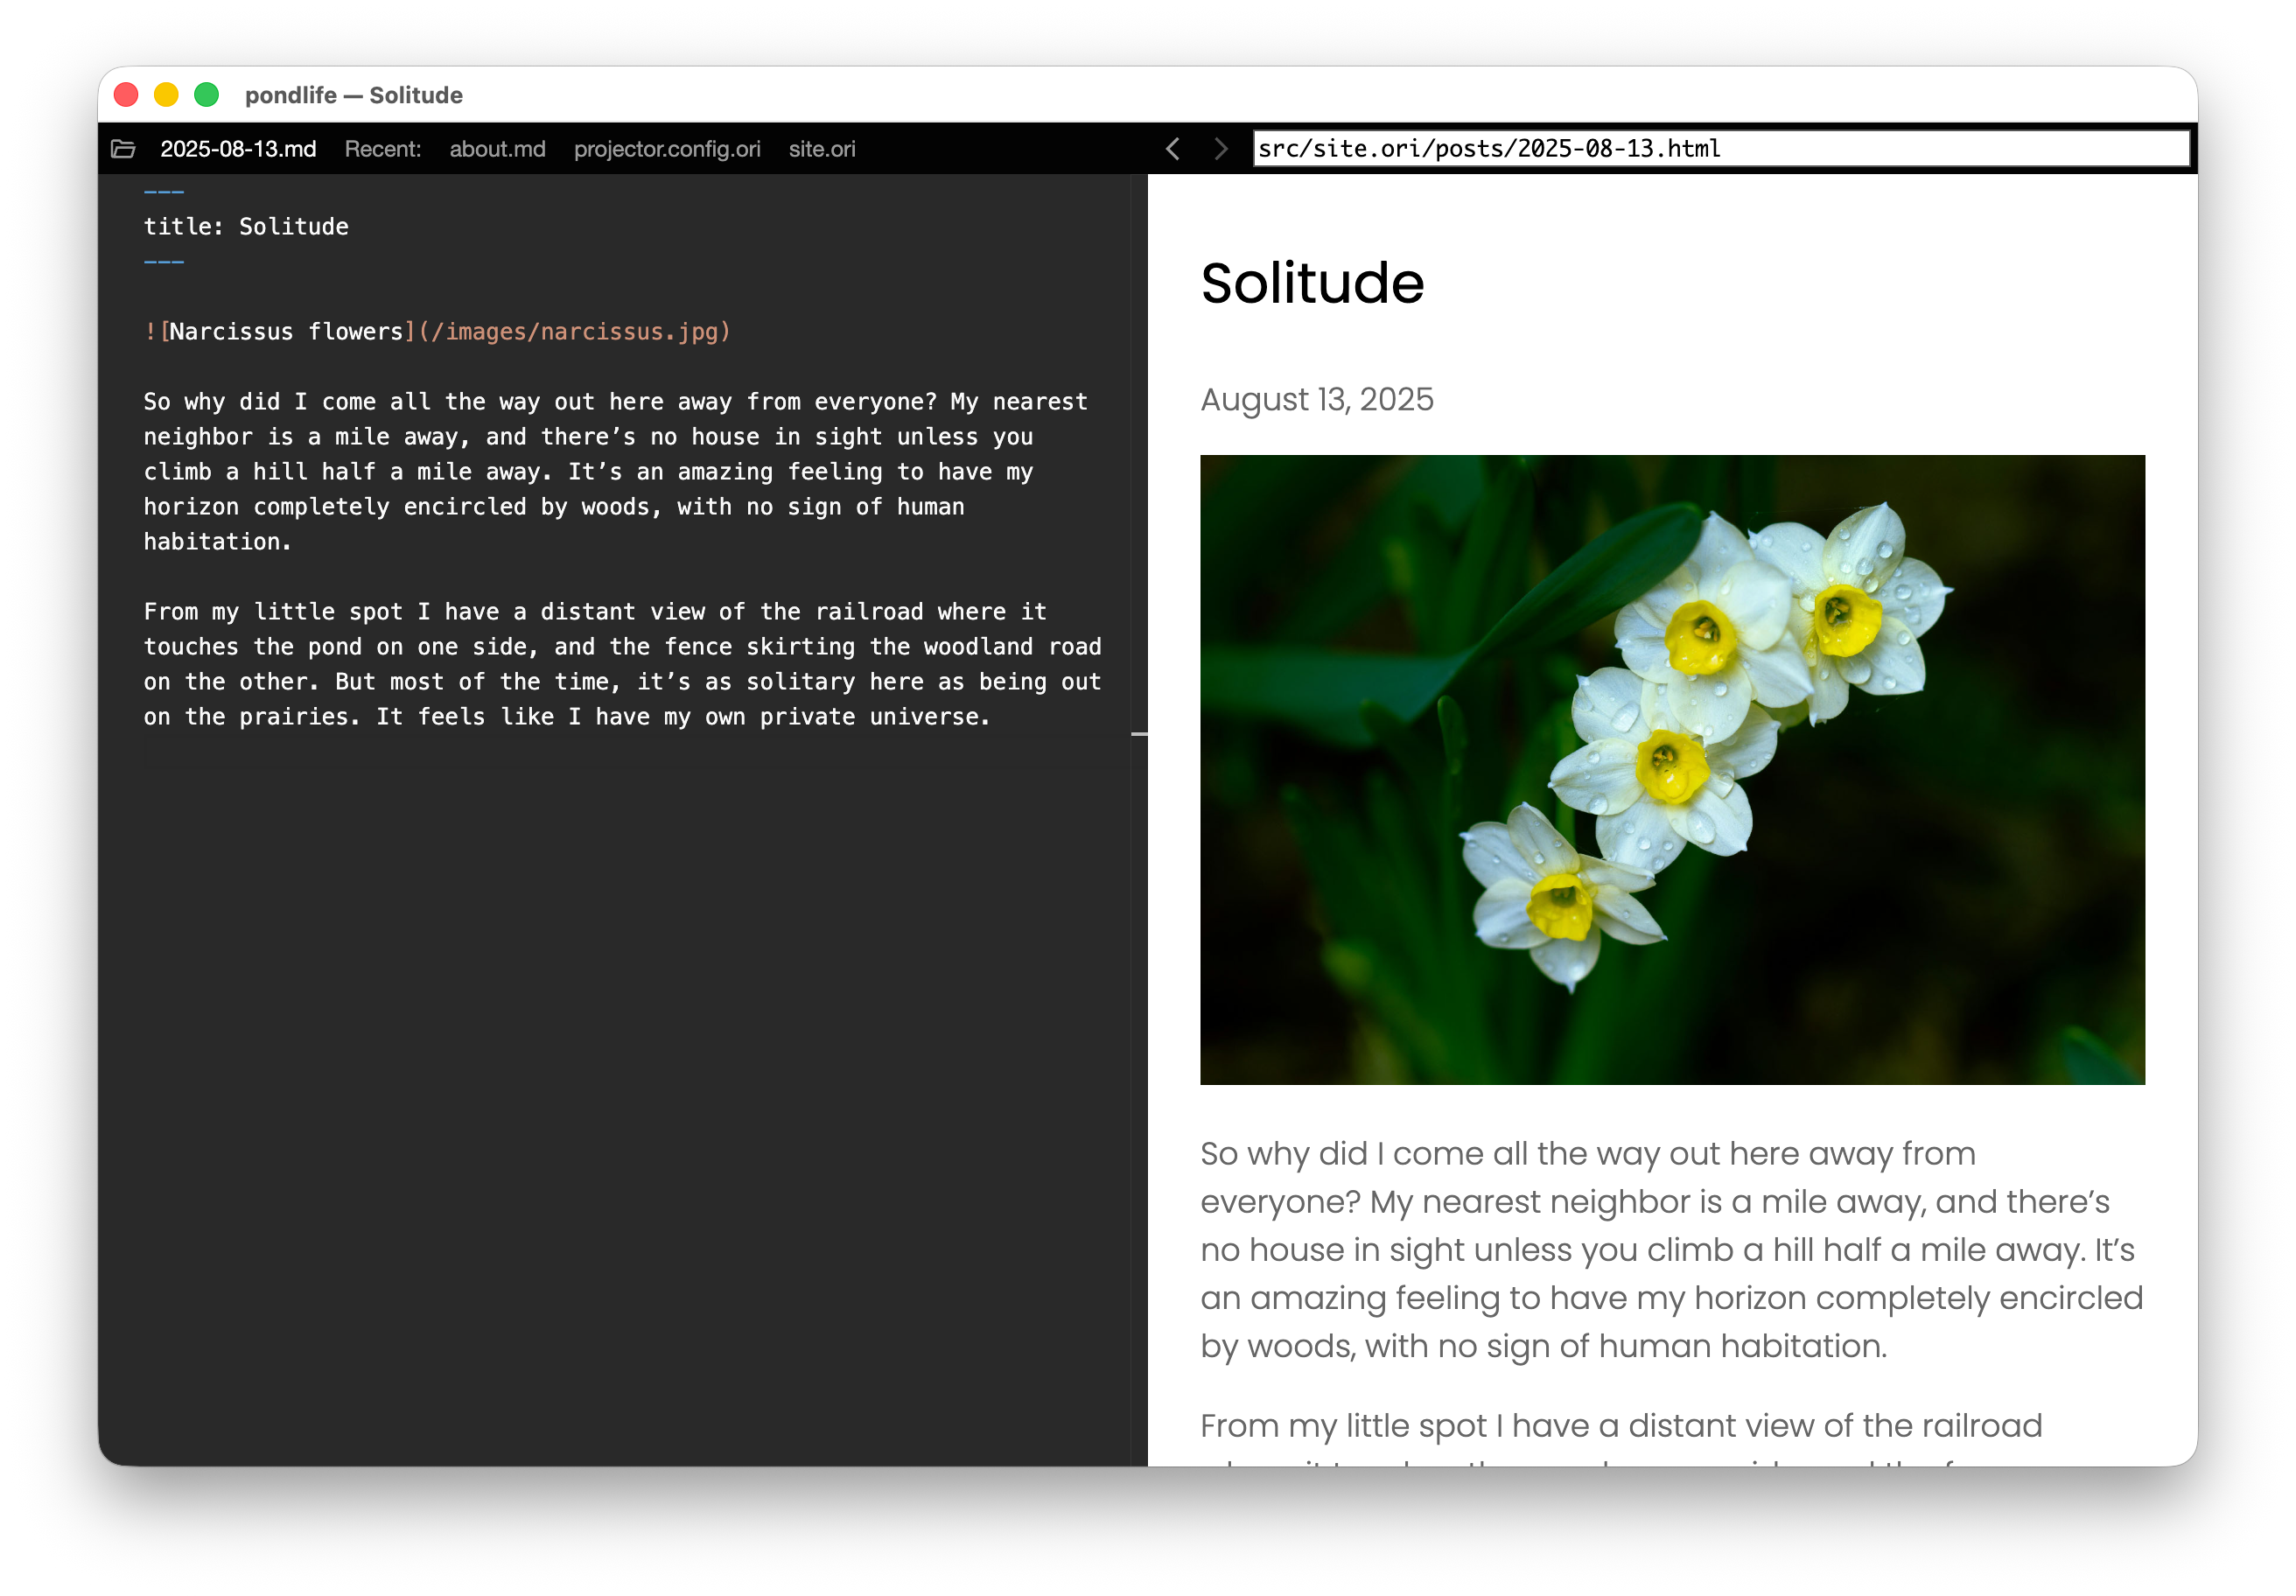 pondlife — Solitude
2025-08-13.md Recent: about.md projector.config.ori site.ori
src/site.ori/posts/2025-08-13.html
---
title: Solitude
---
![Narcissus flowers](/images/narcissus.jpg)
So why did I come all the way out here away from everyone? My nearest
neighbor is a mile away, and there’s no house in sight unless you
climb a hill half a mile away. It’s an amazing feeling to have my
horizon completely encircled by woods, with no sign of human
habitation.
From my little spot I have a distant view of the railroad where it
touches the pond on one side, and the fence skirting the woodland road
on the other. But most of the time, it’s as solitary here as being out
on the prairies. It feels like I have my own private universe.
Solitude
August 13, 2025
So why did I come all the way out here away from
everyone? My nearest neighbor is a mile away, and there’s
no house in sight unless you climb a hill half a mile away. It’s
an amazing feeling to have my horizon completely encircled
by woods, with no sign of human habitation.
From my little spot I have a distant view of the railroad